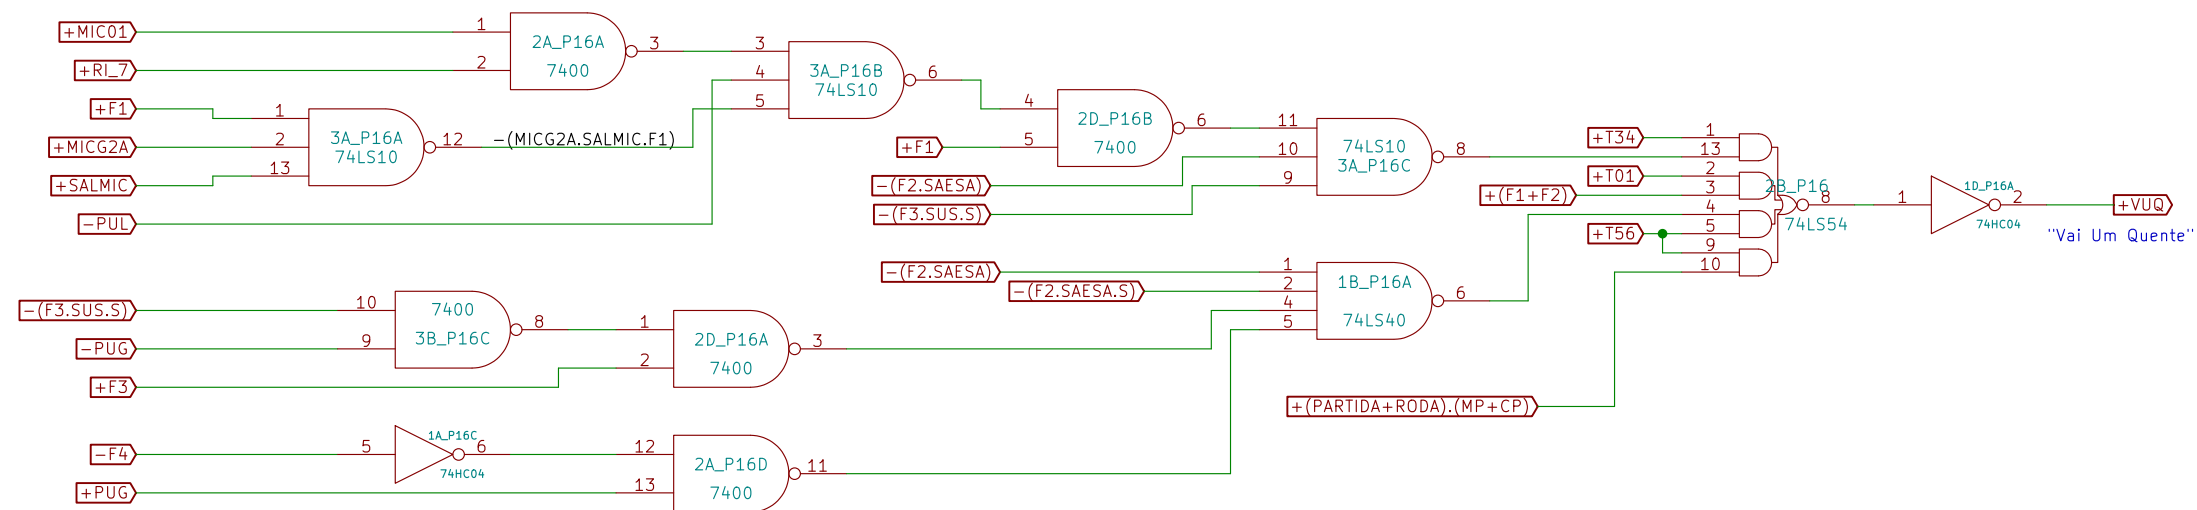 +MIC01
1
2A_P16A
3
3
+RI_7
2
7400
4
3A_P16B
6
74LS10
+F1
1
5
4
2D_P16B
6
11
74LS10
+T34
1
+MICG2A
2
3A_P16A
12
-(MICG2A.SALMIC.F1)
+F1
5
7400
10
3A_P16C
8
13
74LS10
+SALMIC
13
-(F2.SAESA)
9
+T01
2
2B_P16
1D_P16A
-PUL
-(F3.SUS.S)
+(F1+F2)
3
8
1
2
+VUQ
4
74LS54
74HC04
+T56
5
"Vai Um Quente"
9
-(F2.SAESA)
1
10
-(F2.SAESA.S)
2
1B_P16A
6
-(F3.SUS.S)
10
7400
4
74LS40
8
1
5
-PUG
9
3B_P16C
2D_P16A
3
+F3
2
7400
+(PARTIDA+RODA).(MP+CP)
1A_P16C
-F4
5
6
12
2A_P16D
11
74HC04
+PUG
13
7400